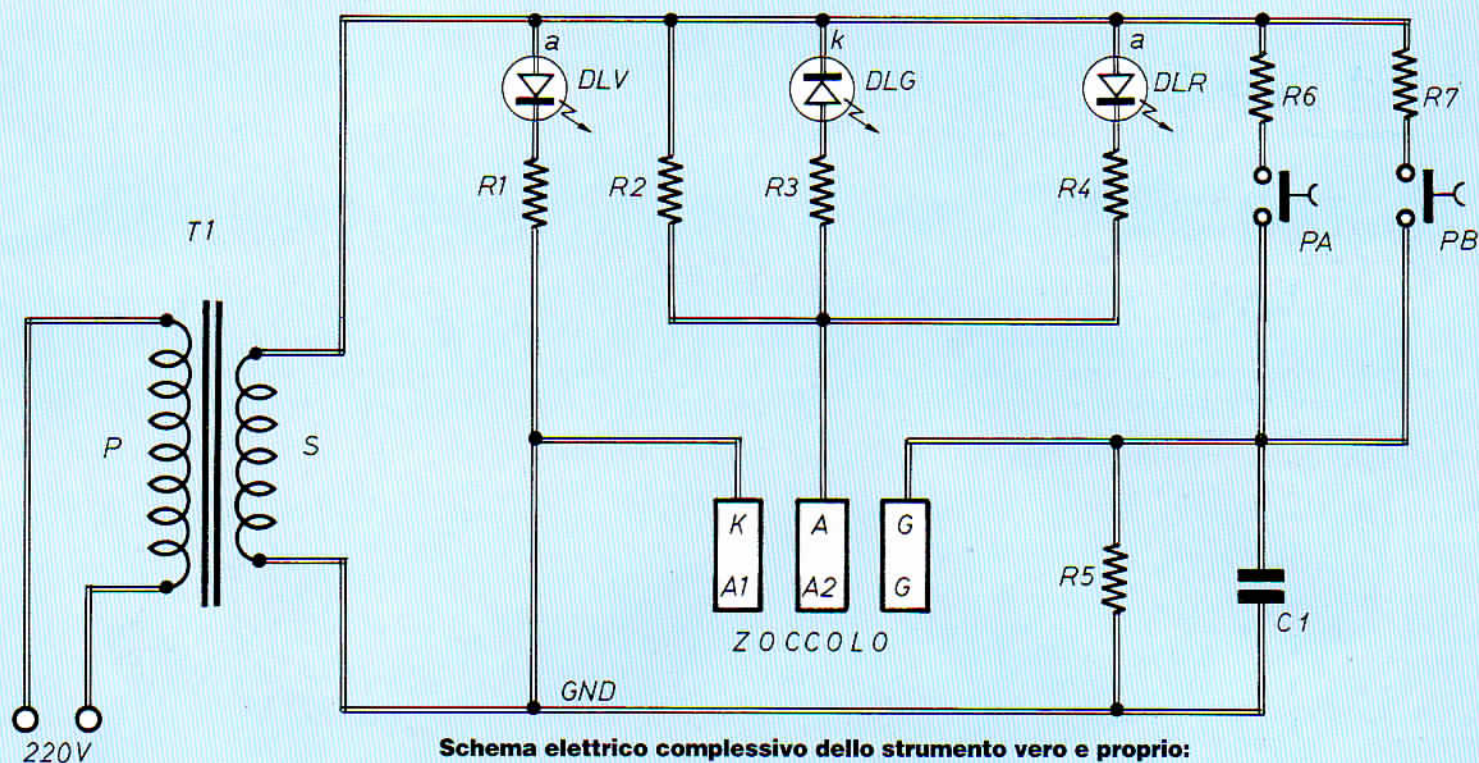 a
k
a
DLV
DLG
DLR
R6
R7
R1
R2
R3
R4
T1
PA
PB
P
S
K
A
G
A1
A2
G
R5
C1
ZOCCOLO
GND
220V
Schema elettrico complessivo dello strumento vero e proprio: